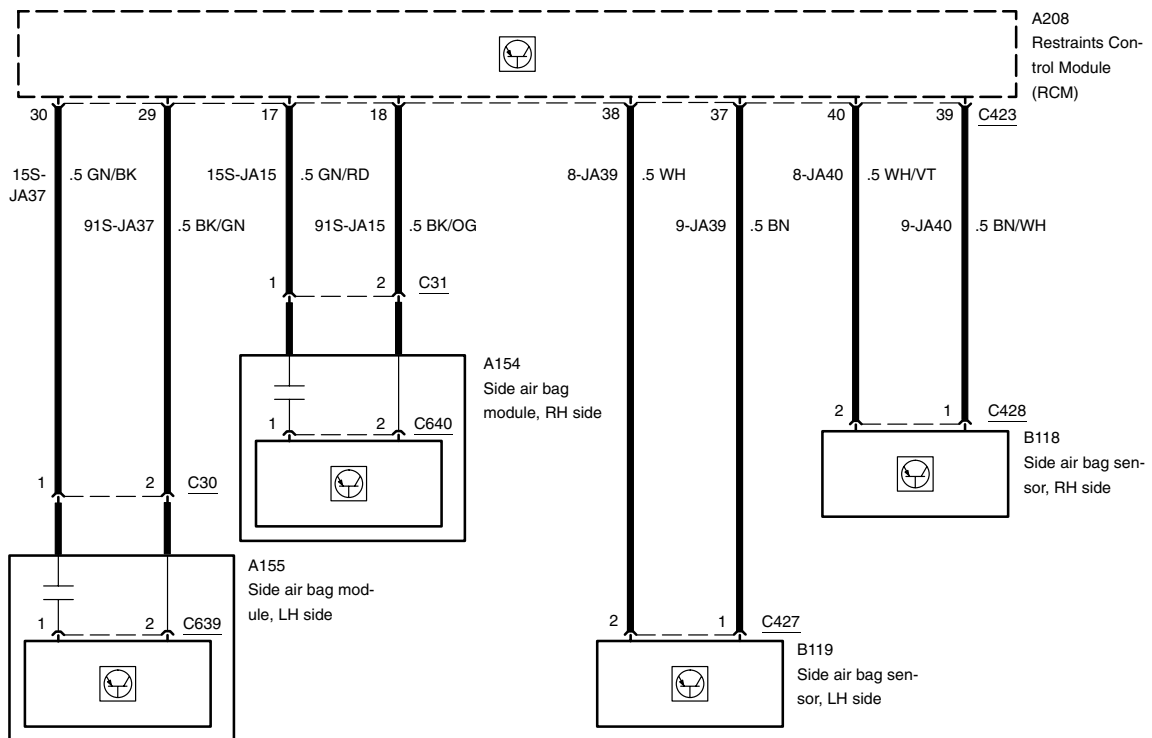 A208
Restraints Con-
trol Module
(RCM)
30 29 17 18 38 37 40 39 C423
15S- .5 GN/BK 15S-JA15 .5 GN/RD 8-JA39 .5 WH 8-JA40 .5 WH/VT
JA37
91S-JA37 .5 BK/GN 91S-JA15 .5 BK/OG 9-JA39 .5 BN 9-JA40 .5 BN/WH
1 2 C31
A154
Side air bag
module, RH side
1 2 C640
2 1 C428
B118
Side air bag sen-
sor, RH side
1 2 C30
A155
Side air bag mod-
ule, LH side
1 2 C639
2 1 C427
B119
Side air bag sen-
sor, LH side